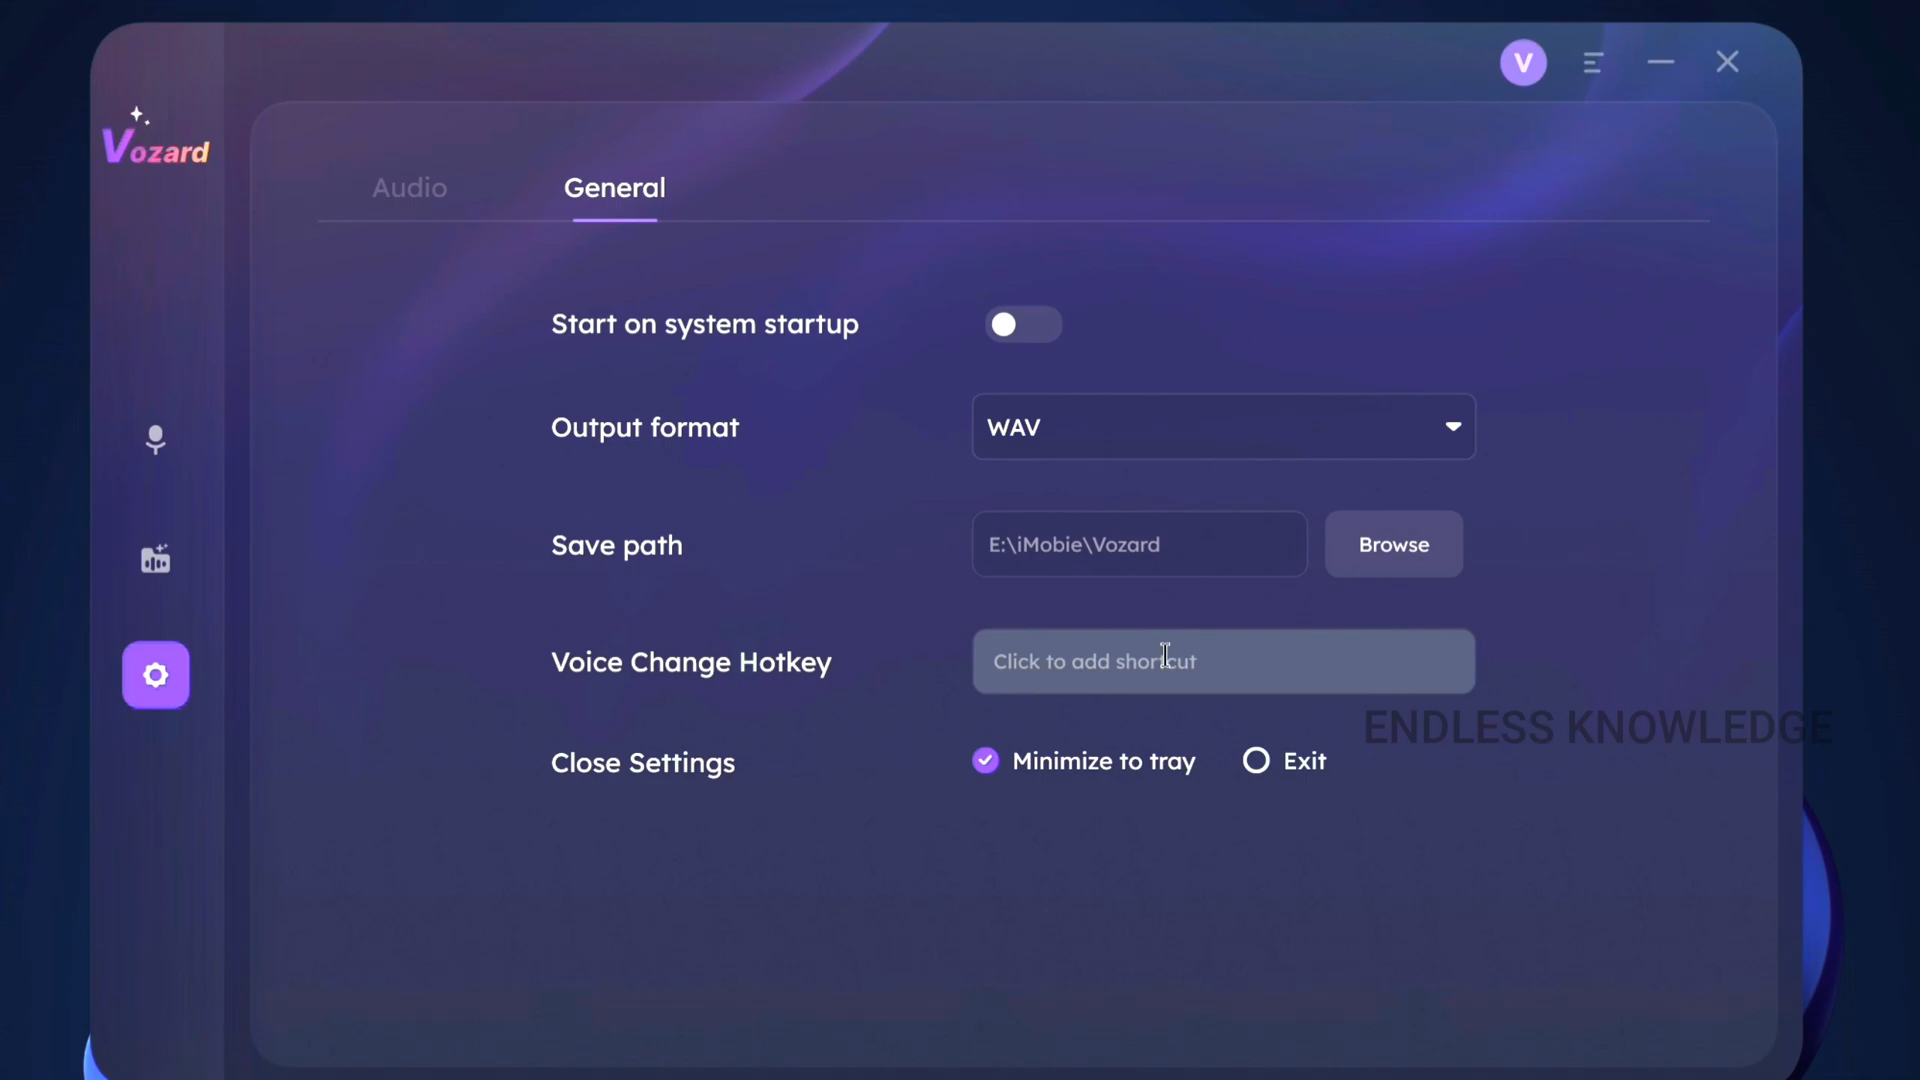 V
Vozard
Audio
General
Start on system startup
Output format
WAV
Save path
E:\iMobie\Vozard
Browse
Voice Change Hotkey
Click to add shortcut
ENDLESS KNOWLEDGE
Close Settings
Minimize to tray
Exit